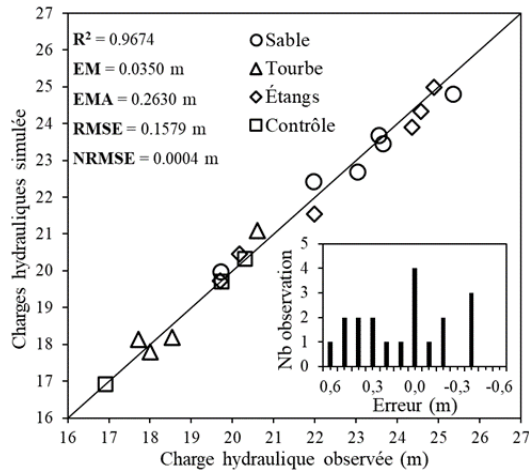 R² = 0.9674
EM = 0.0350 m
EMA = 0.2630 m
RMSE = 0.1579 m
NRMSE = 0.0004 m
Sable
Tourbe
Étangs
Contrôle
Charges hydrauliques simulée
27
26
25
24
23
22
21
20
19
18
17
16
16 17 18 19 20 21 22 23 24 25 26 27
Charge hydraulique observée (m)
Nb observation
5
4
3
2
1
0
0,6 0,3 0,0 -0,3 -0,6
Erreur (m)